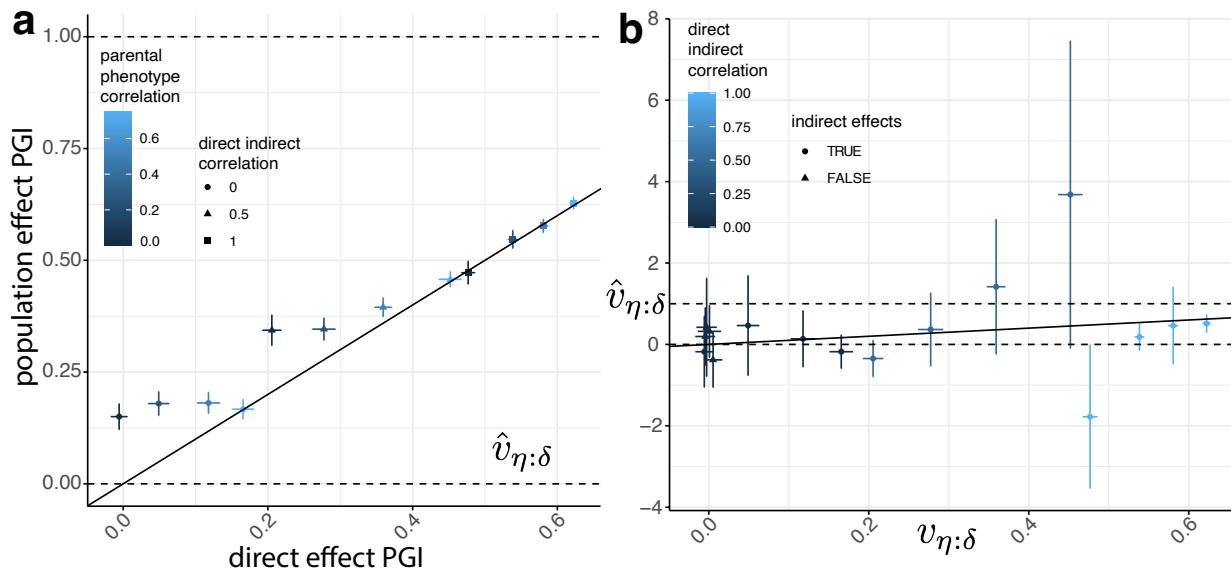 a
1.00
0.75
0.50
0.25
0.00
population effect PGI
parental
phenotype
correlation
0.6
0.4
0.2
0.0
direct indirect
correlation
0
0.5
1
v̂η:δ
0.0
0.2
0.4
0.6
direct effect PGI
b
8
6
4
2
0
−2
−4
v̂η:δ
direct
indirect
correlation
1.00
0.75
0.50
0.25
0.00
indirect effects
TRUE
FALSE
0.0
0.2
0.4
0.6
vη:δ